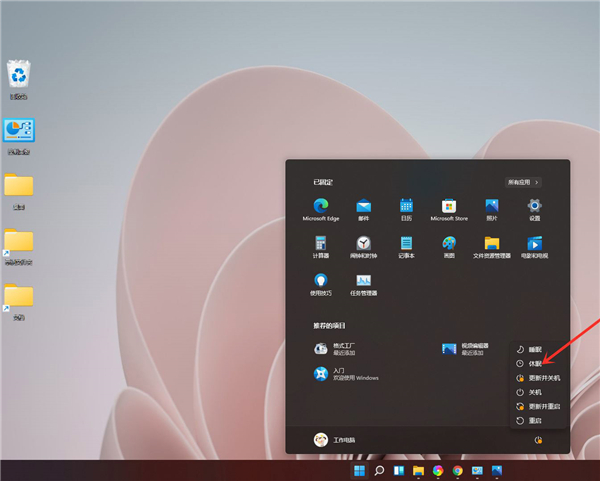 回收站
控制面板
已固定
所有应用 >
Microsoft Edge
邮件
日历
Microsoft Store
照片
设置
计算器
闹钟和时钟
记事本
画图
文件资源管理器
电影和电视
使用技巧
任务管理器
推荐的项目
格式工厂
最近添加
视频编辑器
最近添加
入门
欢迎使用 Windows
睡眠
休眠
更新并关机
关机
更新并重启
重启
工作电脑